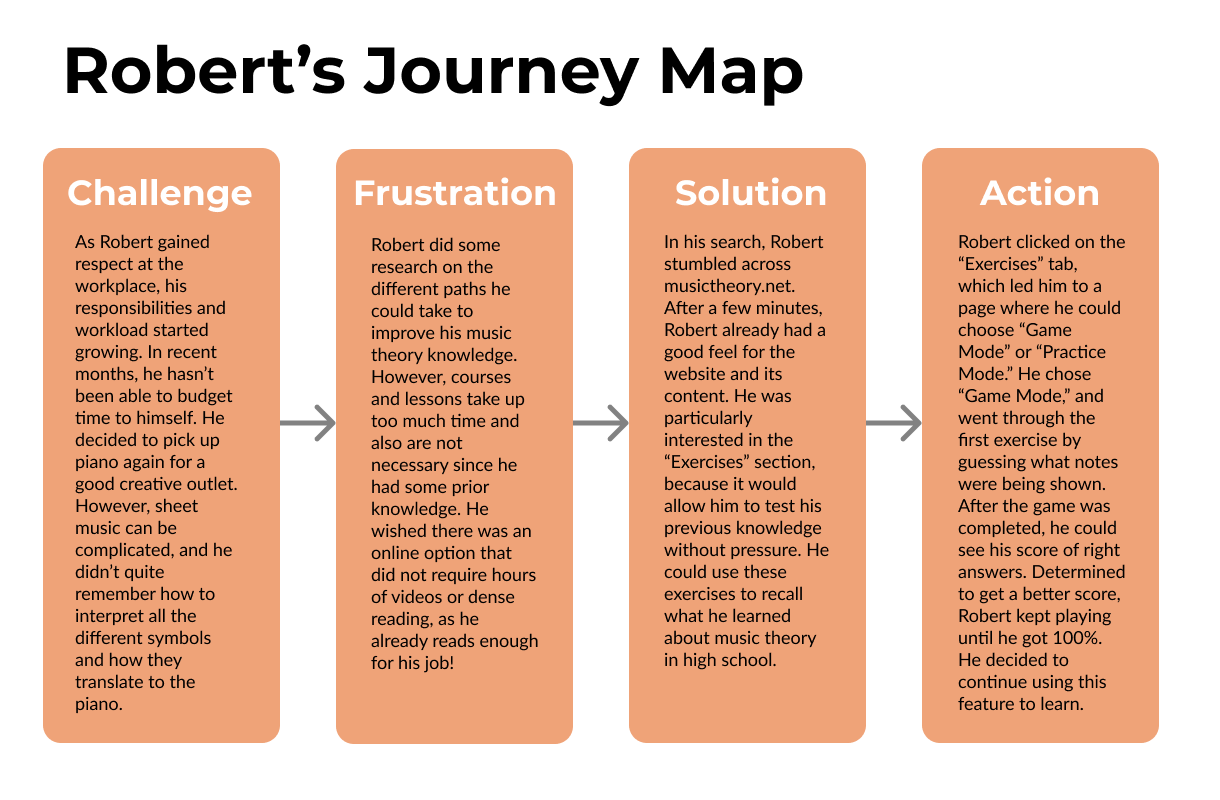 Robert’s Journey Map
Challenge
As Robert gained
respect at the
workplace, his
responsibilities and
workload started
growing. In recent
months, he hasn’t
been able to budget
time to himself. He
decided to pick up
piano again for a
good creative outlet.
However, sheet
music can be
complicated, and he
didn’t quite
remember how to
interpret all the
different symbols
and how they
translate to the
piano.
Frustration
Robert did some
research on the
different paths he
could take to
improve his music
theory knowledge.
However, courses
and lessons take up
too much time and
also are not
necessary since he
had some prior
knowledge. He
wished there was an
online option that
did not require hours
of videos or dense
reading, as he
already reads enough
for his job!
Solution
In his search, Robert
stumbled across
musictheory.net.
After a few minutes,
Robert already had a
good feel for the
website and its
content. He was
particularly
interested in the
“Exercises” section,
because it would
allow him to test his
previous knowledge
without pressure. He
could use these
exercises to recall
what he learned
about music theory
in high school.
Action
Robert clicked on the
“Exercises” tab,
which led him to a
page where he could
choose “Game
Mode” or “Practice
Mode.” He chose
“Game Mode,” and
went through the
first exercise by
guessing what notes
were being shown.
After the game was
completed, he could
see his score of right
answers. Determined
to get a better score,
Robert kept playing
until he got 100%.
He decided to
continue using this
feature to learn.